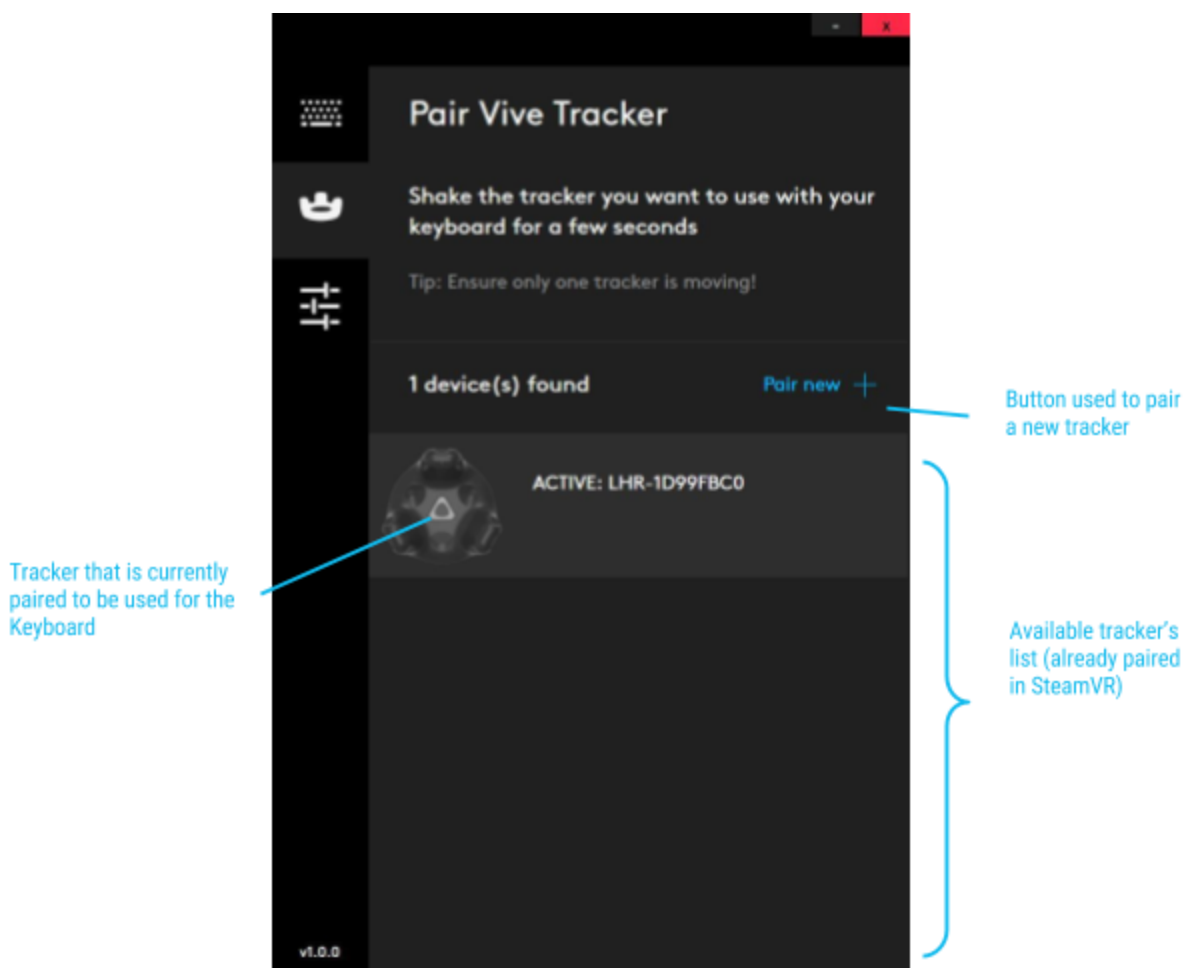 - x
Pair Vive Tracker
Shake the tracker you want to use with your
keyboard for a few seconds
Tip: Ensure only one tracker is moving!
1 device(s) found
Pair new +
Button used to pair
a new tracker
ACTIVE: LHR-1D99FBC0
Tracker that is currently
paired to be used for the
Keyboard
Available tracker's
list (already paired
in SteamVR)
v1.0.0